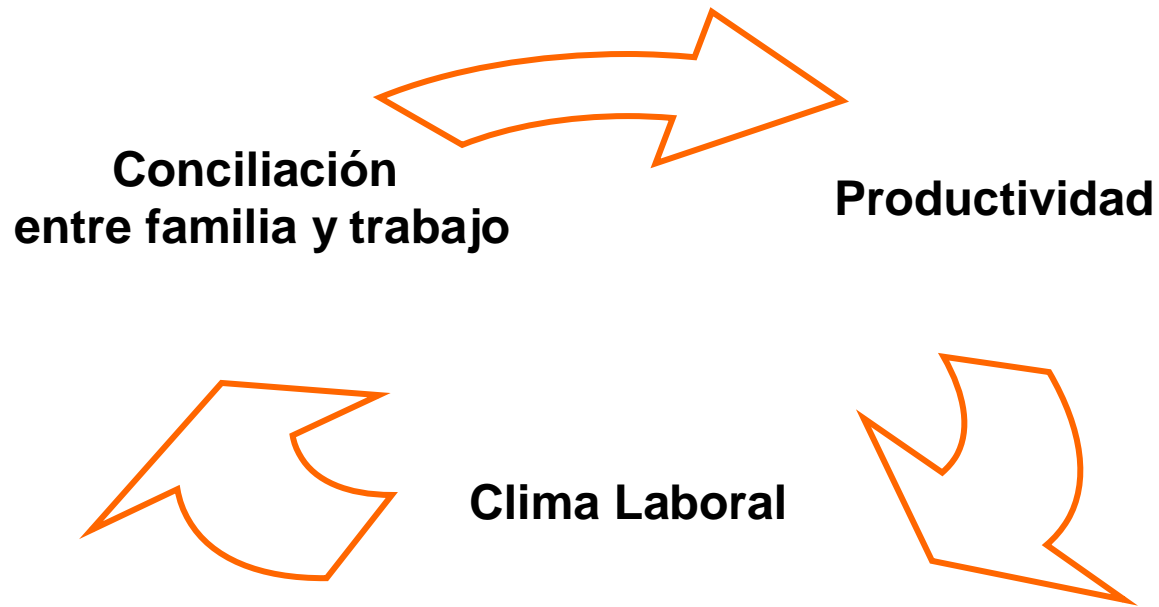 Conciliación
entre familia y trabajo
Productividad
Clima Laboral